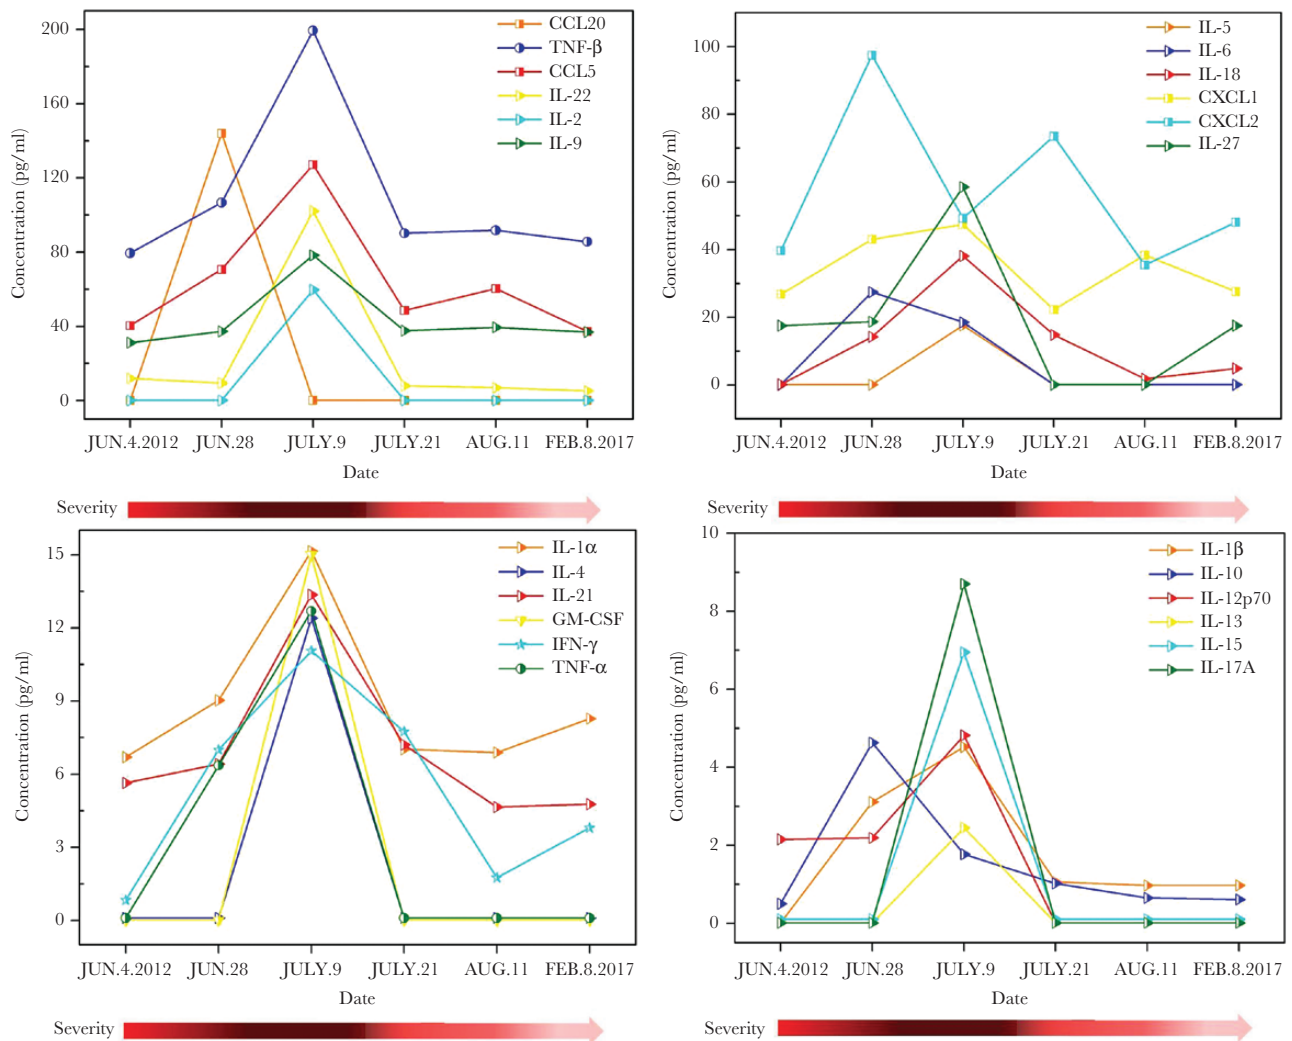 200
160
120
80
40
0
Concentration (pg/ml)
CCL20
TNF-β
CCL5
IL-22
IL-2
IL-9
JUN.4.2012 JUN.28 JULY.9 JULY.21 AUG.11 FEB.8.2017
Date
Severity
100
80
60
40
20
0
Concentration (pg/ml)
IL-5
IL-6
IL-18
CXCL1
CXCL2
IL-27
JUN.4.2012 JUN.28 JULY.9 JULY.21 AUG.11 FEB.8.2017
Date
Severity
15
12
9
6
3
0
Concentration (pg/ml)
IL-1α
IL-4
IL-21
GM-CSF
IFN-γ
TNF-α
JUN.4.2012 JUN.28 JULY.9 JULY.21 AUG.11 FEB.8.2017
Date
Severity
10
8
6
4
2
0
Concentration (pg/ml)
IL-1β
IL-10
IL-12p70
IL-13
IL-15
IL-17A
JUN.4.2012 JUN.28 JULY.9 JULY.21 AUG.11 FEB.8.2017
Date
Severity